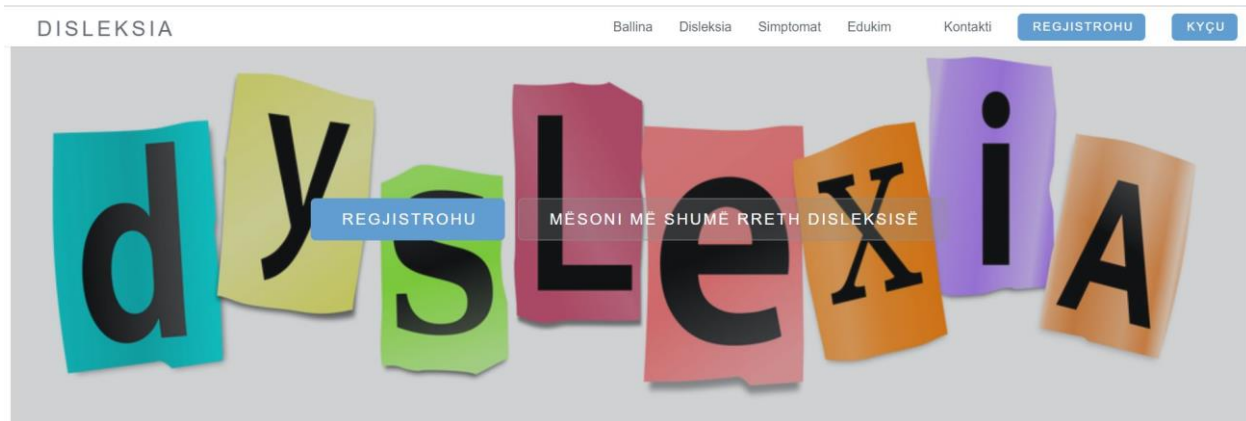 DISLEKSIA Ballina Disleksia Simptomat Edukim Kontakti REGJISTROHU KYÇU
dysLexiA
REGJISTROHU MËSONI MË SHUMË RRETH DISLEKSISË